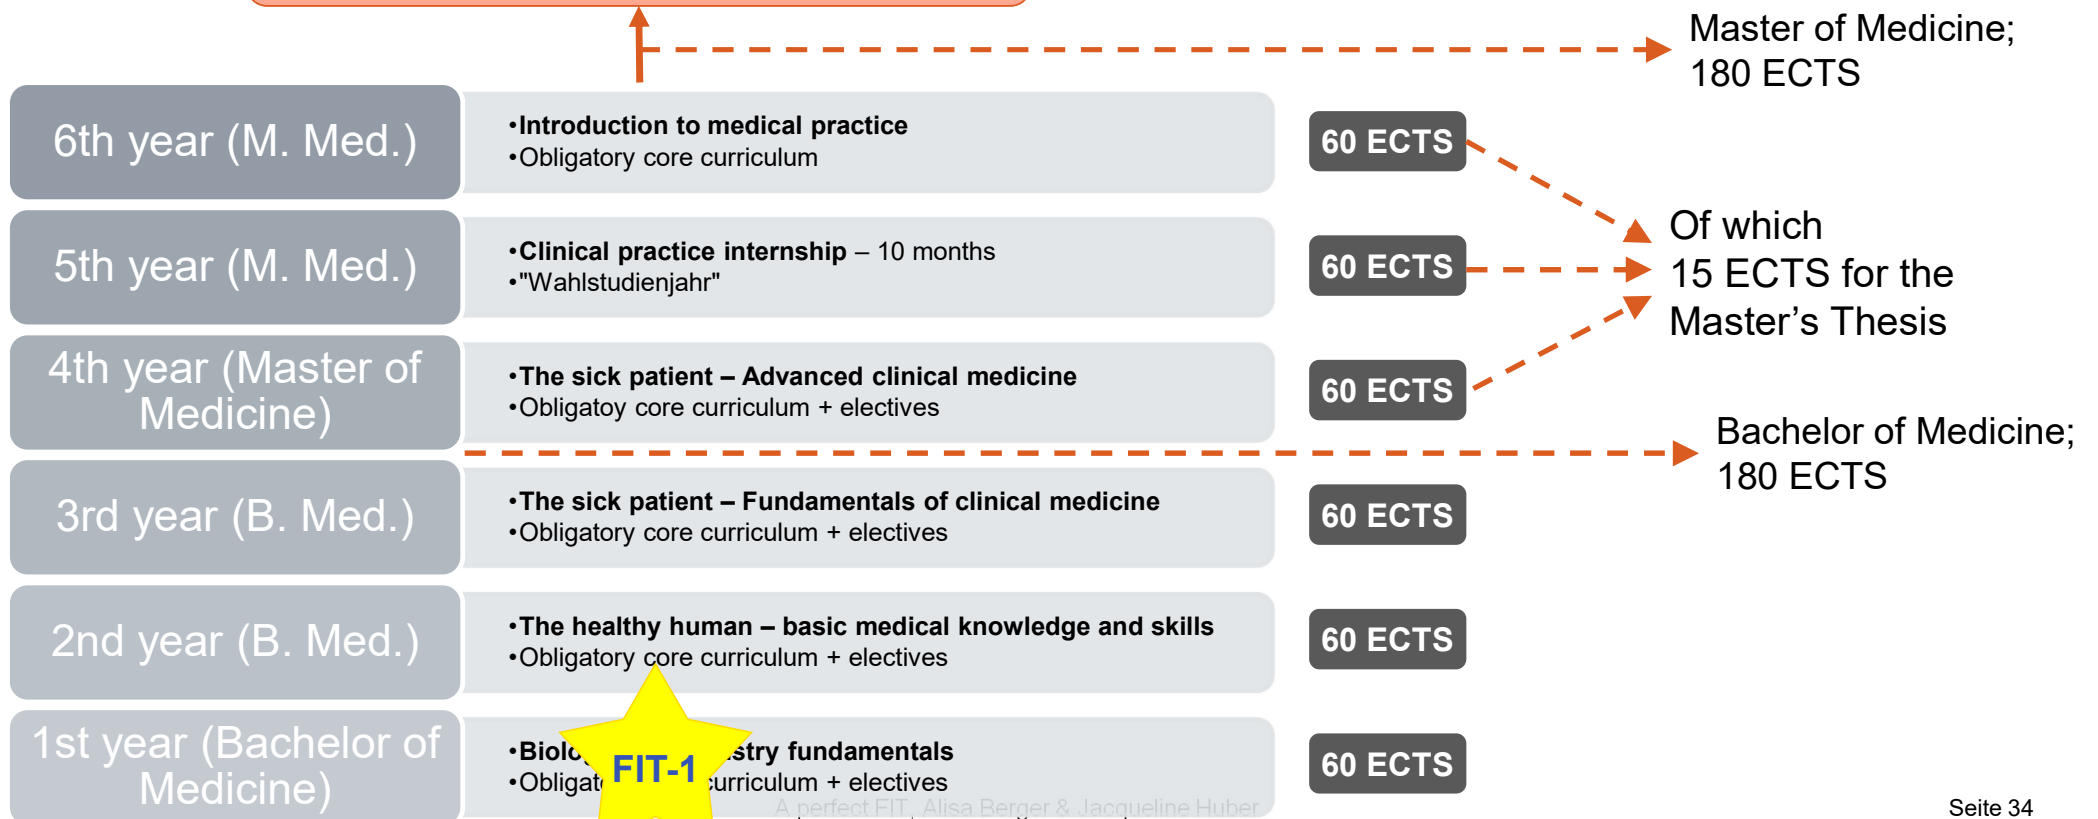 Master of Medicine;
180 ECTS
6th year (M. Med.)
•Introduction to medical practice
•Obligatory core curriculum
60 ECTS
5th year (M. Med.)
•Clinical practice internship – 10 months
•"Wahlstudienjahr"
60 ECTS
Of which
15 ECTS for the
Master's Thesis
4th year (Master of
Medicine)
•The sick patient – Advanced clinical medicine
•Obligatoy core curriculum + electives
60 ECTS
Bachelor of Medicine;
180 ECTS
3rd year (B. Med.)
•The sick patient – Fundamentals of clinical medicine
•Obligatory core curriculum + electives
60 ECTS
2nd year (B. Med.)
•The healthy human – basic medical knowledge and skills
•Obligatory core curriculum + electives
60 ECTS
1st year (Bachelor of
Medicine)
fundamentals
curriculum + electives
FIT-1
60 ECTS
A perfect FIT, Alisa Berger & Jacqueline Huber
Seite 34